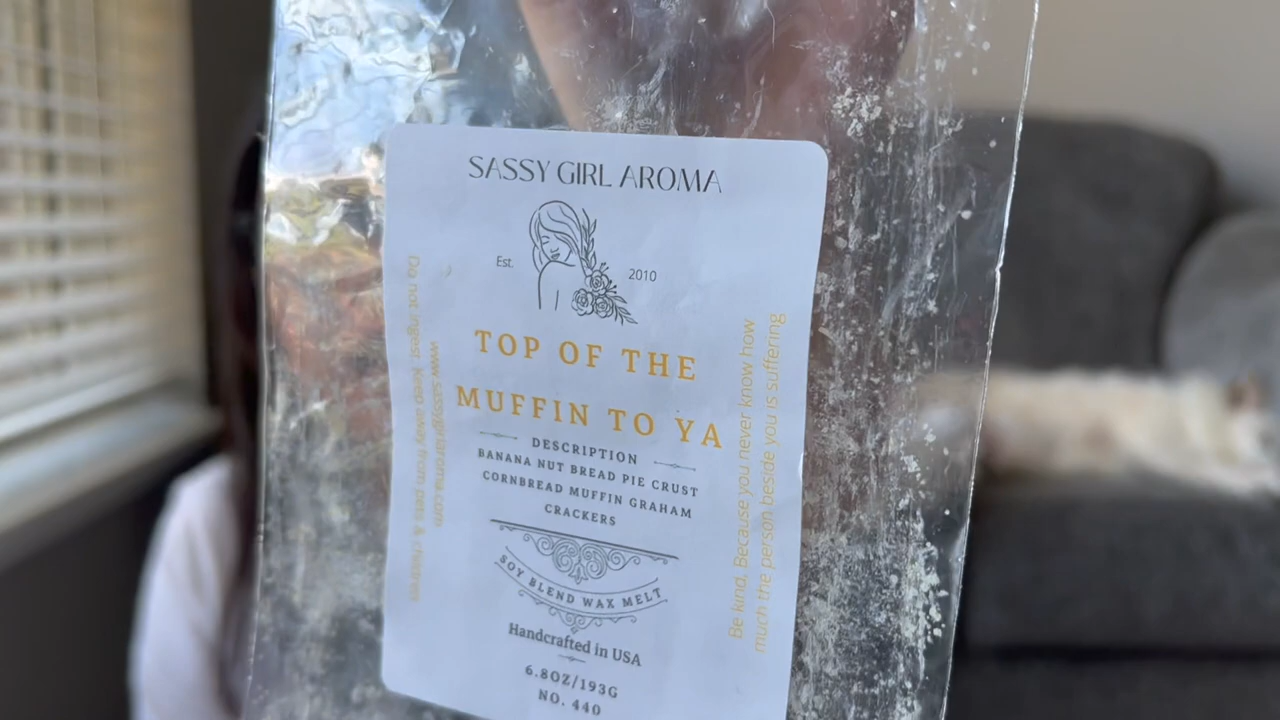 SASSY GIRL AROMA
Est. 2010
TOP OF THE
MUFFIN TO YA
DESCRIPTION
BANANA NUT BREAD PIE CRUST
CORNBREAD MUFFIN GRAHAM
CRACKERS
SOY BLEND WAX MELT
Handcrafted in USA
6.8OZ/193G
NO. 440
Do not ingest. Keep away from pets & children
www.sassygirlaroma.com
Be kind, Because you never know how
much the person beside you is suffering